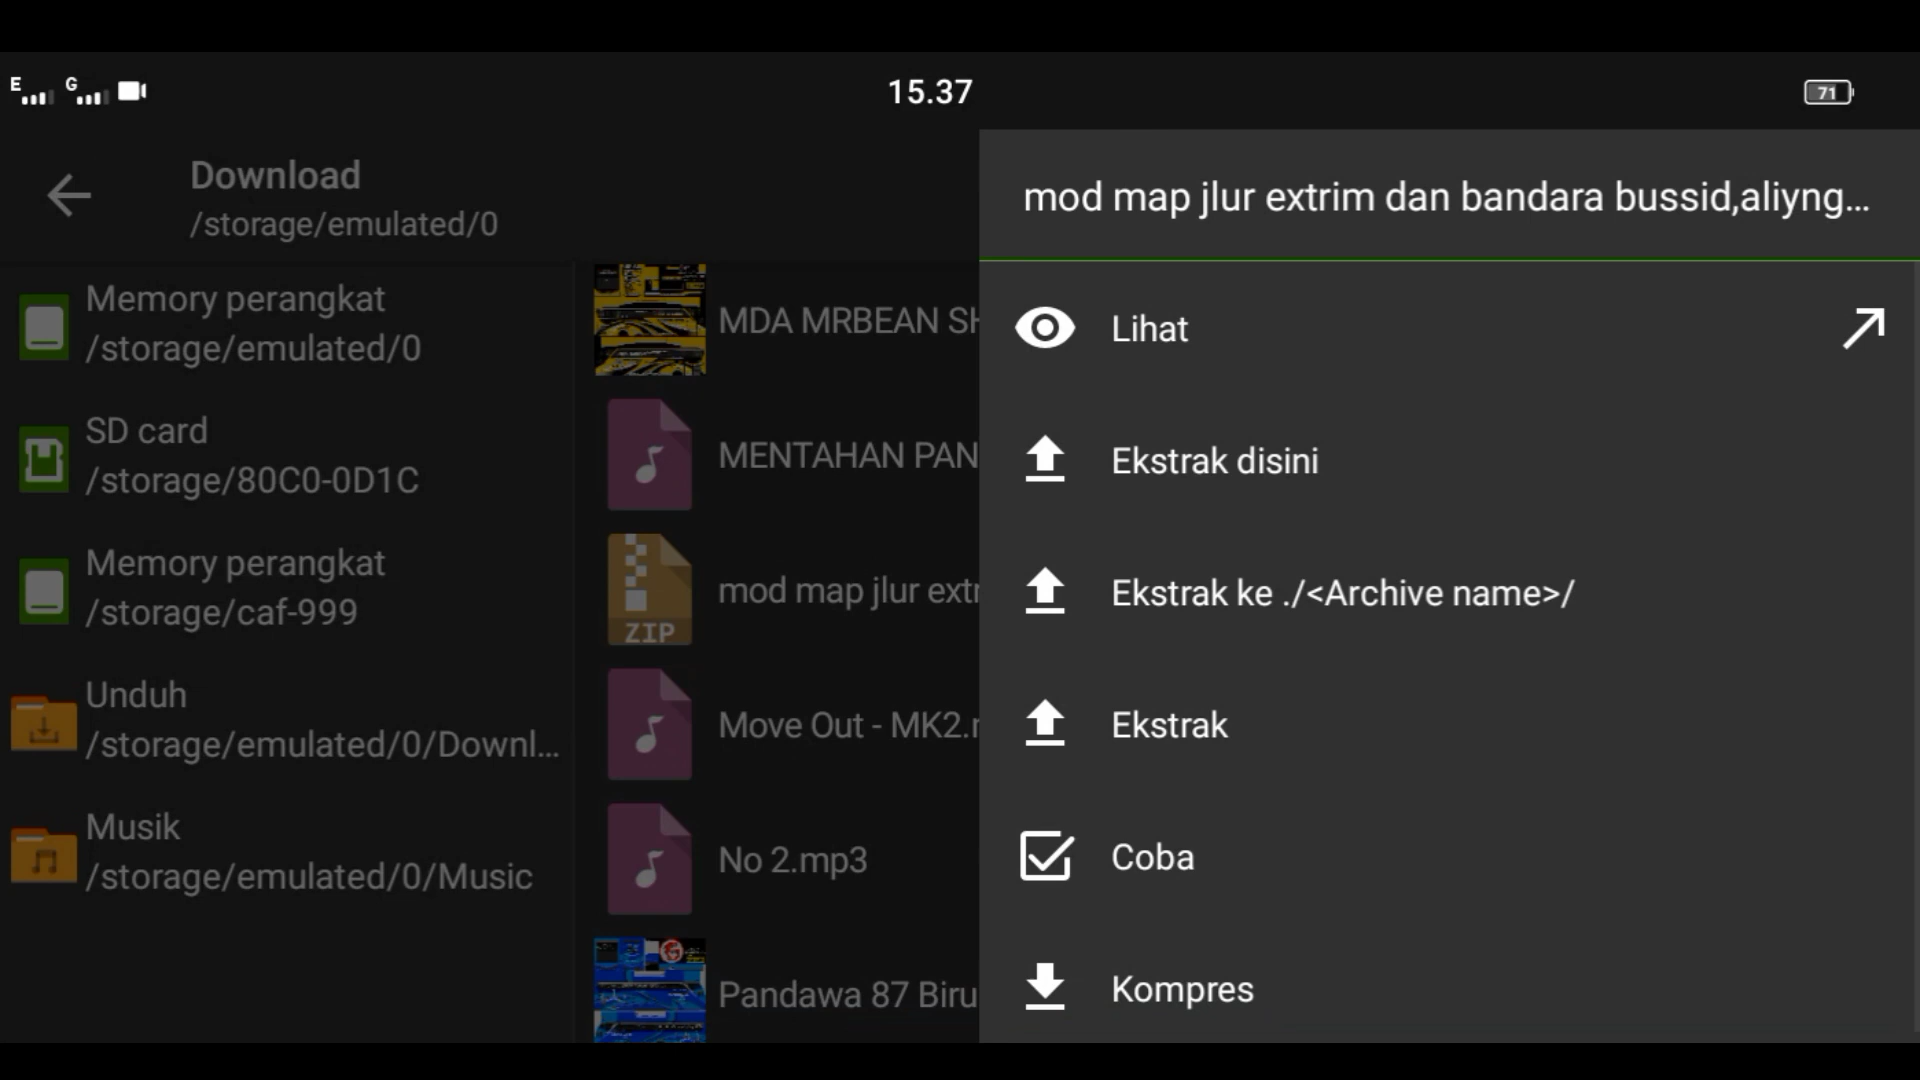 E G 15.37 71
Download
/storage/emulated/0
Memory perangkat
/storage/emulated/0
SD card
/storage/80C0-0D1C
Memory perangkat
/storage/caf-999
Unduh
/storage/emulated/0/Downl...
Musik
/storage/emulated/0/Music
MDA MRBEAN SH
MENTAHAN PAN
ZIP
mod map jlur extr
Move Out - MK2.
No 2.mp3
Pandawa 87 Biru
mod map jlur extrim dan bandara bussid,aliyng...
Lihat
Ekstrak disini
Ekstrak ke ./<Archive name>/
Ekstrak
Coba
Kompres